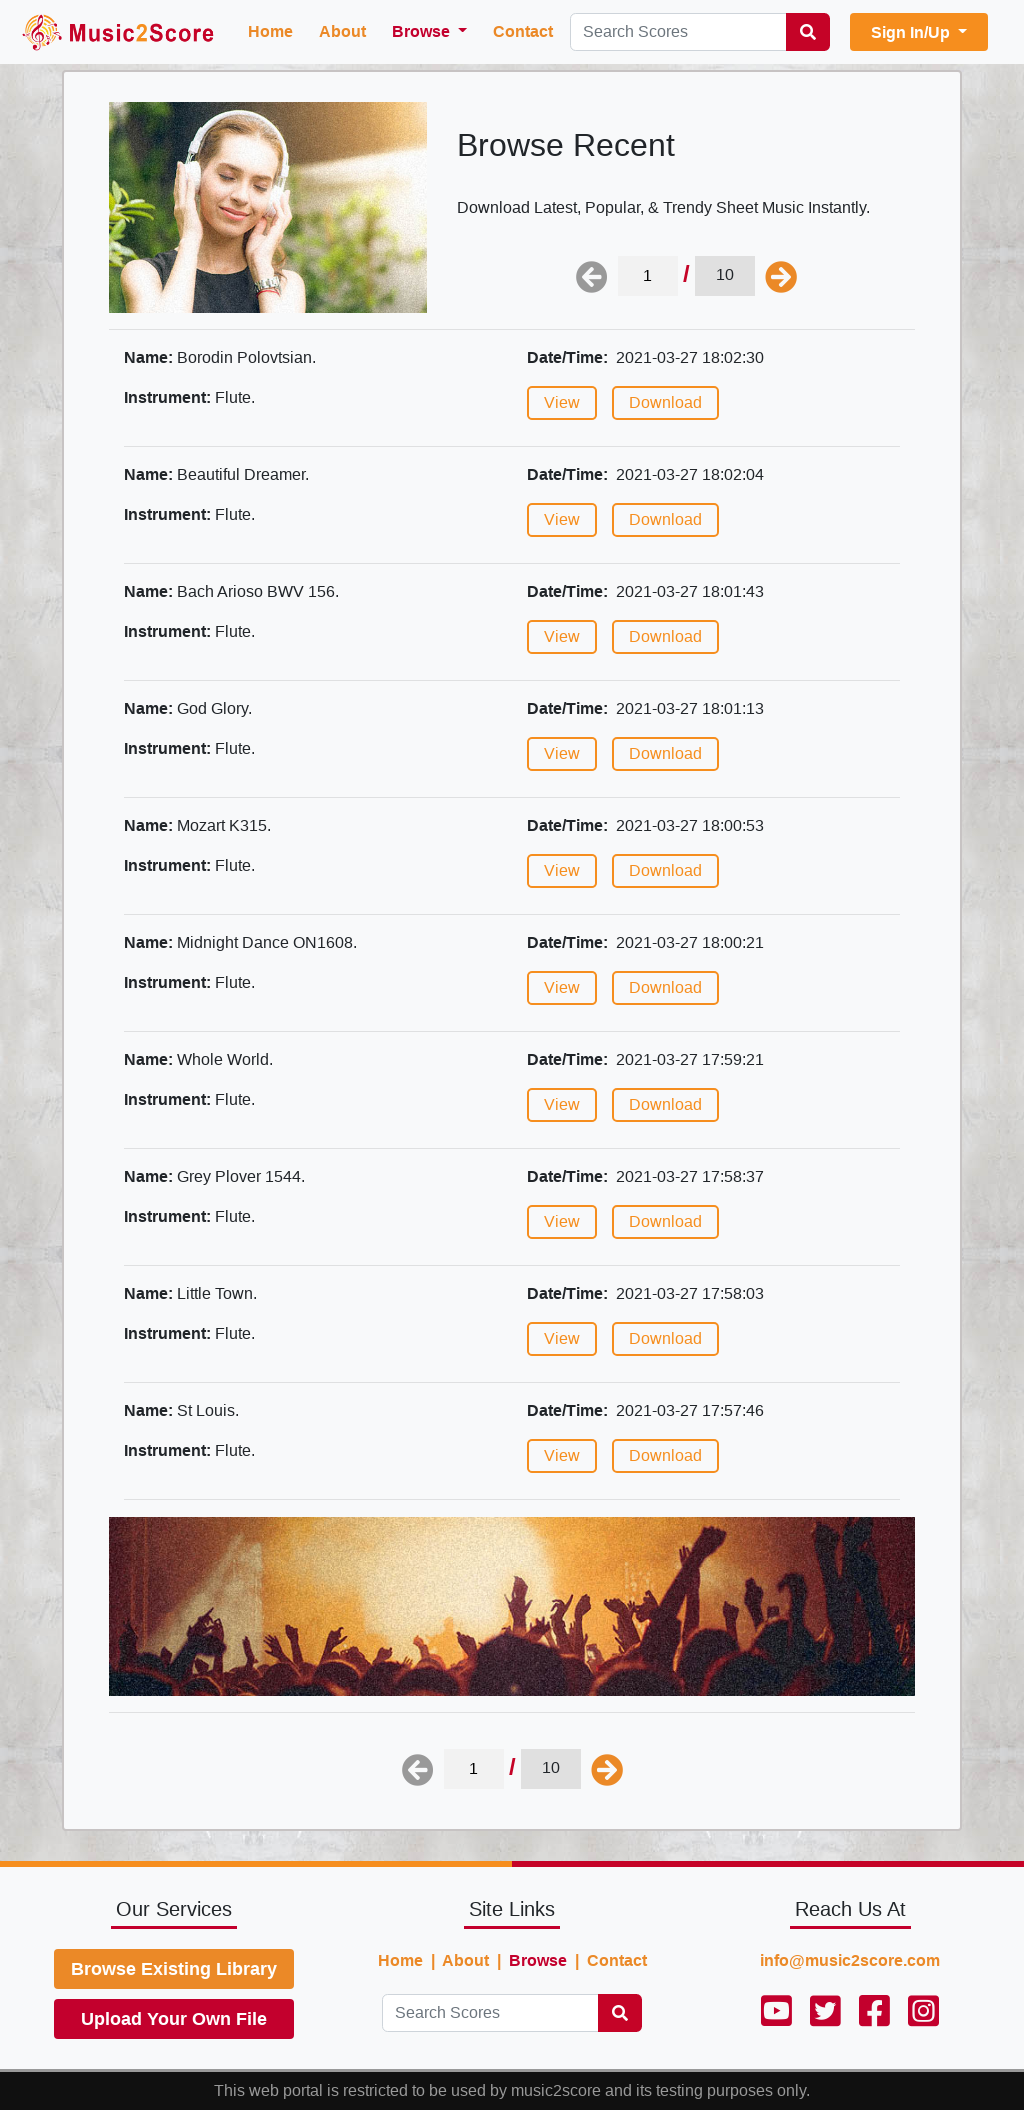 Music2Score Home About Browse Contact Search Scores Sign In/Up
Browse Recent
Download Latest, Popular, & Trendy Sheet Music Instantly.
1 / 10
Name: Borodin Polovtsian. Date/Time: 2021-03-27 18:02:30
Instrument: Flute. View Download
Name: Beautiful Dreamer. Date/Time: 2021-03-27 18:02:04
Instrument: Flute. View Download
Name: Bach Arioso BWV 156. Date/Time: 2021-03-27 18:01:43
Instrument: Flute. View Download
Name: God Glory. Date/Time: 2021-03-27 18:01:13
Instrument: Flute. View Download
Name: Mozart K315. Date/Time: 2021-03-27 18:00:53
Instrument: Flute. View Download
Name: Midnight Dance ON1608. Date/Time: 2021-03-27 18:00:21
Instrument: Flute. View Download
Name: Whole World. Date/Time: 2021-03-27 17:59:21
Instrument: Flute. View Download
Name: Grey Plover 1544. Date/Time: 2021-03-27 17:58:37
Instrument: Flute. View Download
Name: Little Town. Date/Time: 2021-03-27 17:58:03
Instrument: Flute. View Download
Name: St Louis. Date/Time: 2021-03-27 17:57:46
Instrument: Flute. View Download
1 / 10
Our Services
Browse Existing Library
Upload Your Own File
Site Links
Home | About | Browse | Contact
Search Scores
Reach Us At
info@music2score.com
This web portal is restricted to be used by music2score and its testing purposes only.